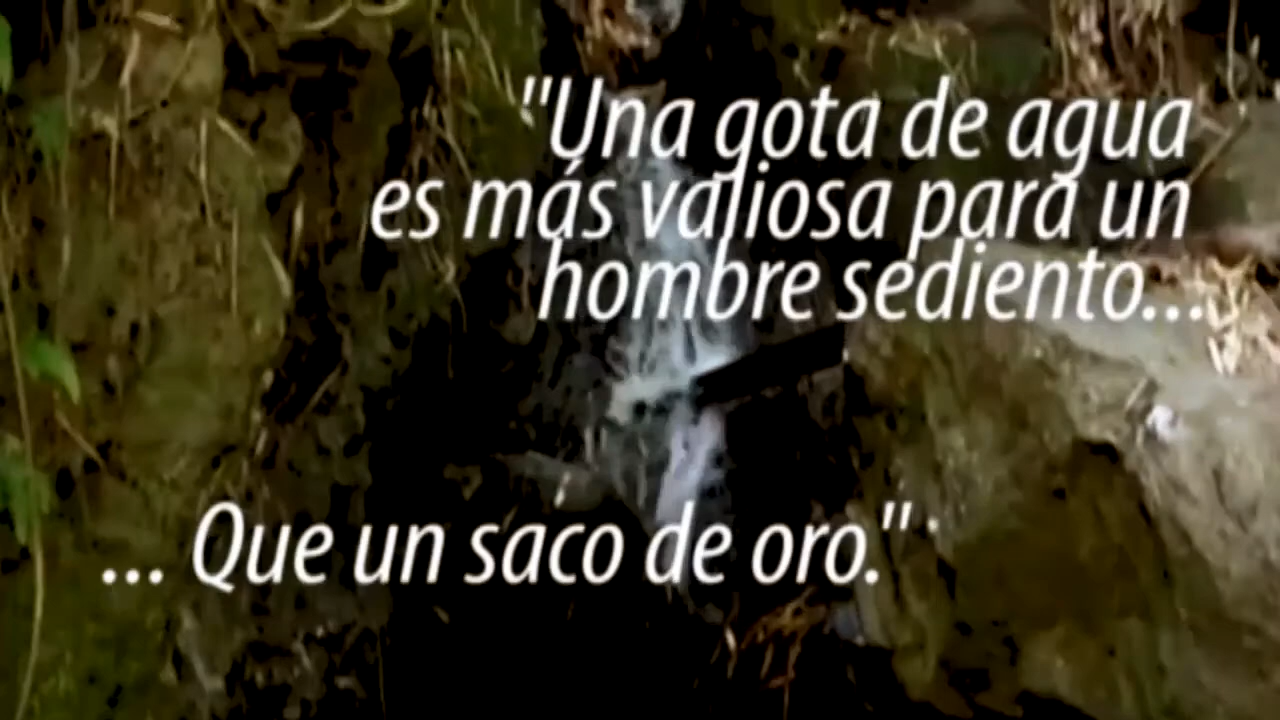 "Una gota de agua
es más valiosa para un
hombre sediento...
... Que un saco de oro."